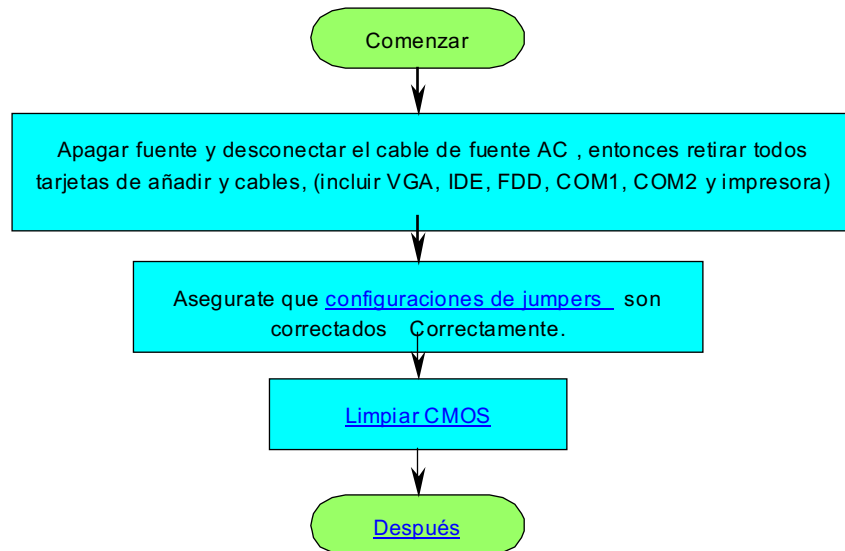 Comenzar
Apagar fuente y desconectar el cable de fuente AC , entonces retirar todos
tarjetas de añadir y cables, (incluir VGA, IDE, FDD, COM1, COM2 y impresora)
Asegurate que configuraciones de jumpers son
correctados Correctamente.
Limpiar CMOS
Después